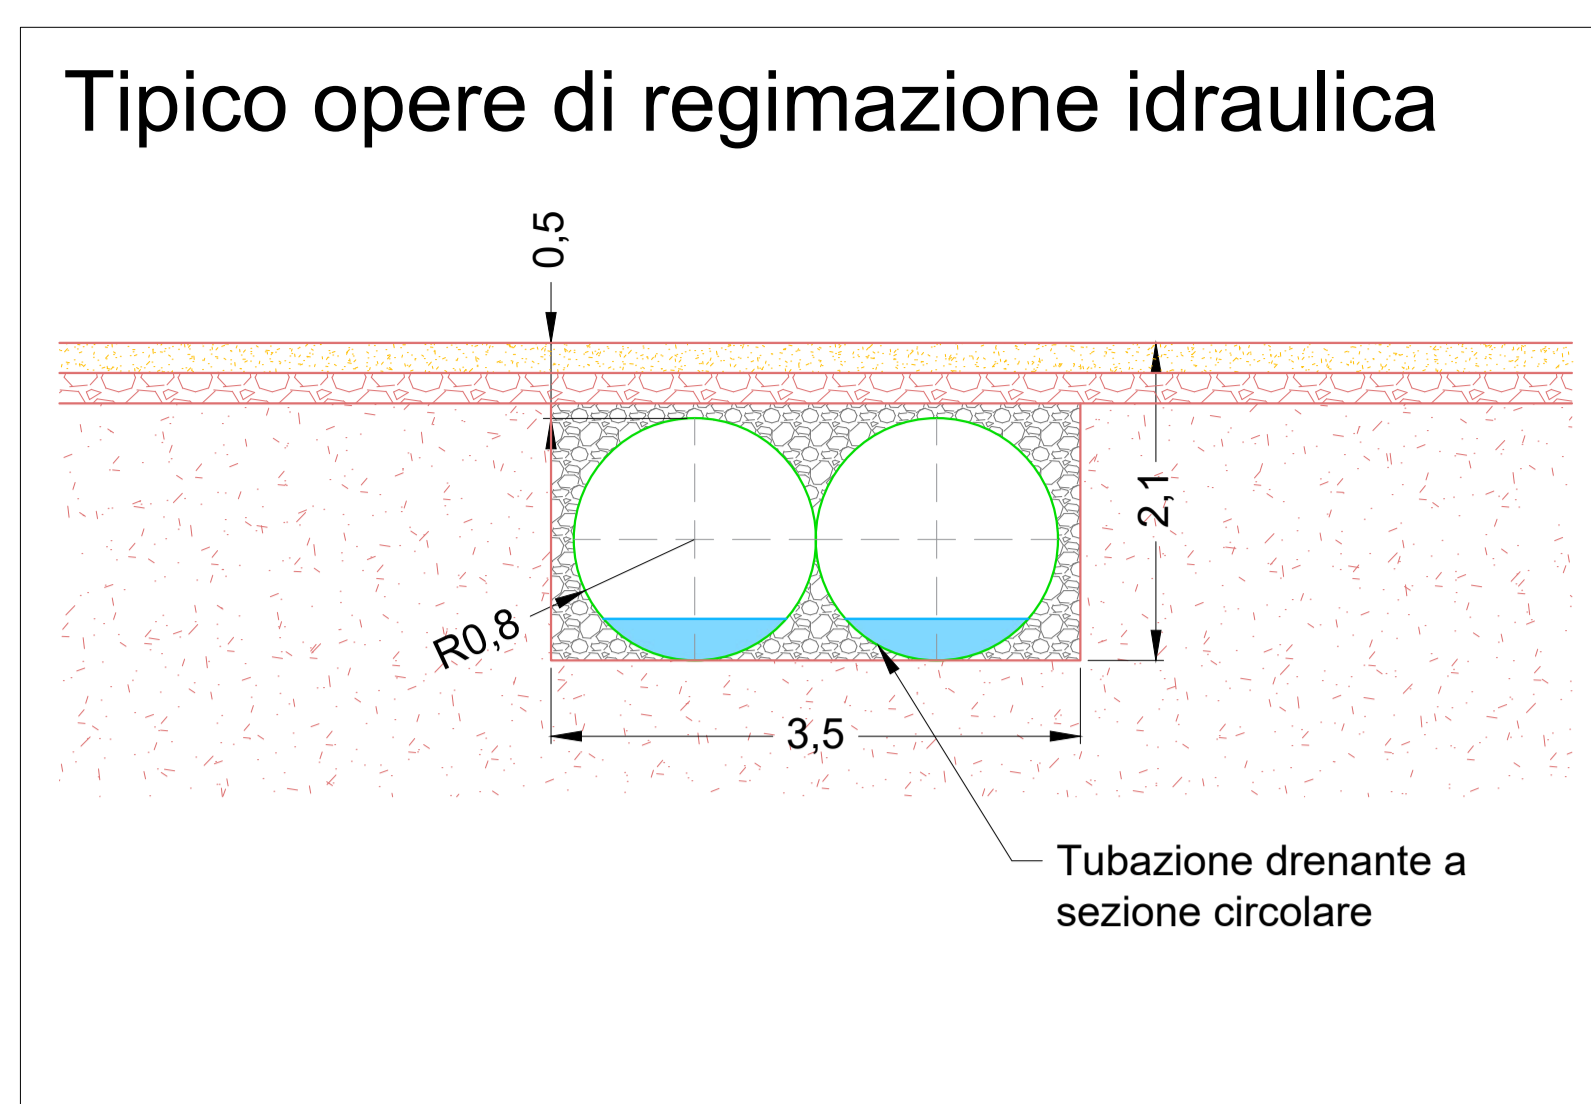 Tipico opere di regimazione idraulica
0,5
2,1
R0,8
3,5
Tubazione drenante a
sezione circolare